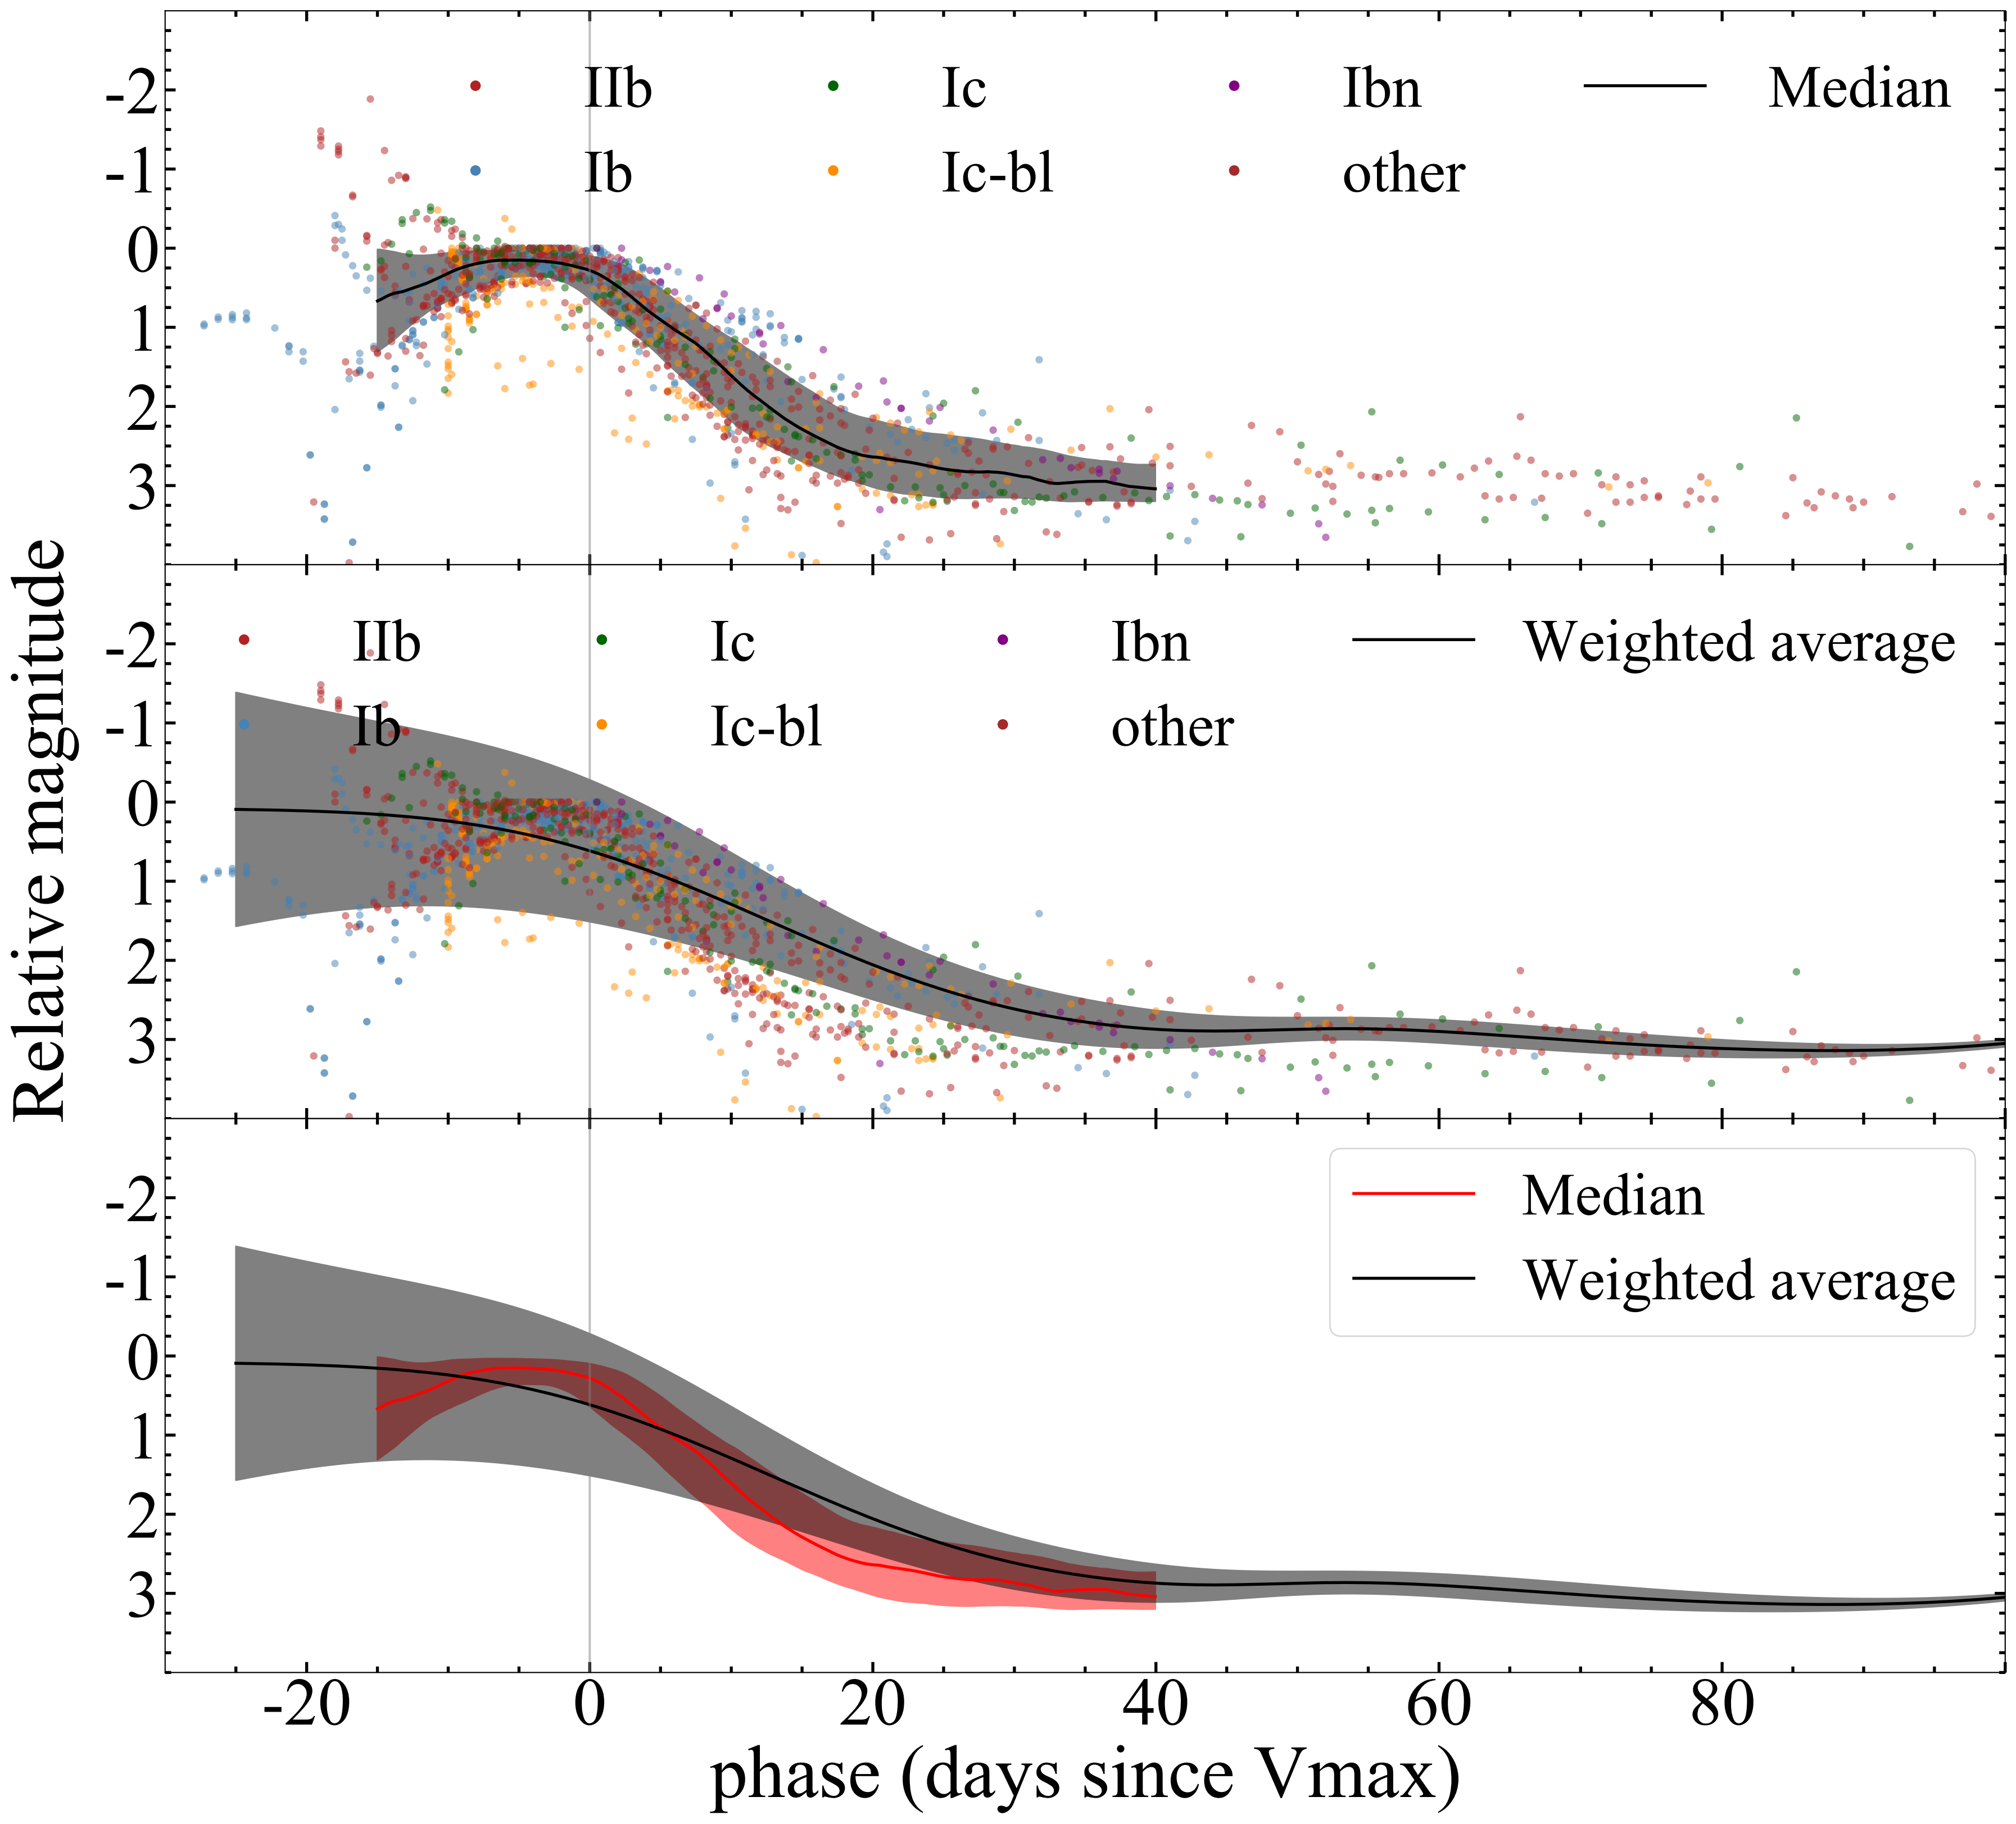 -2
-1
0
1
2
3
IIb Ic Ibn Median
Ib Ic-bl other
Relative magnitude
-2
-1
0
1
2
3
IIb Ic Ibn Weighted average
Ib Ic-bl other
-2
-1
0
1
2
3
Median
Weighted average
-20 0 20 40 60 80
phase (days since Vmax)